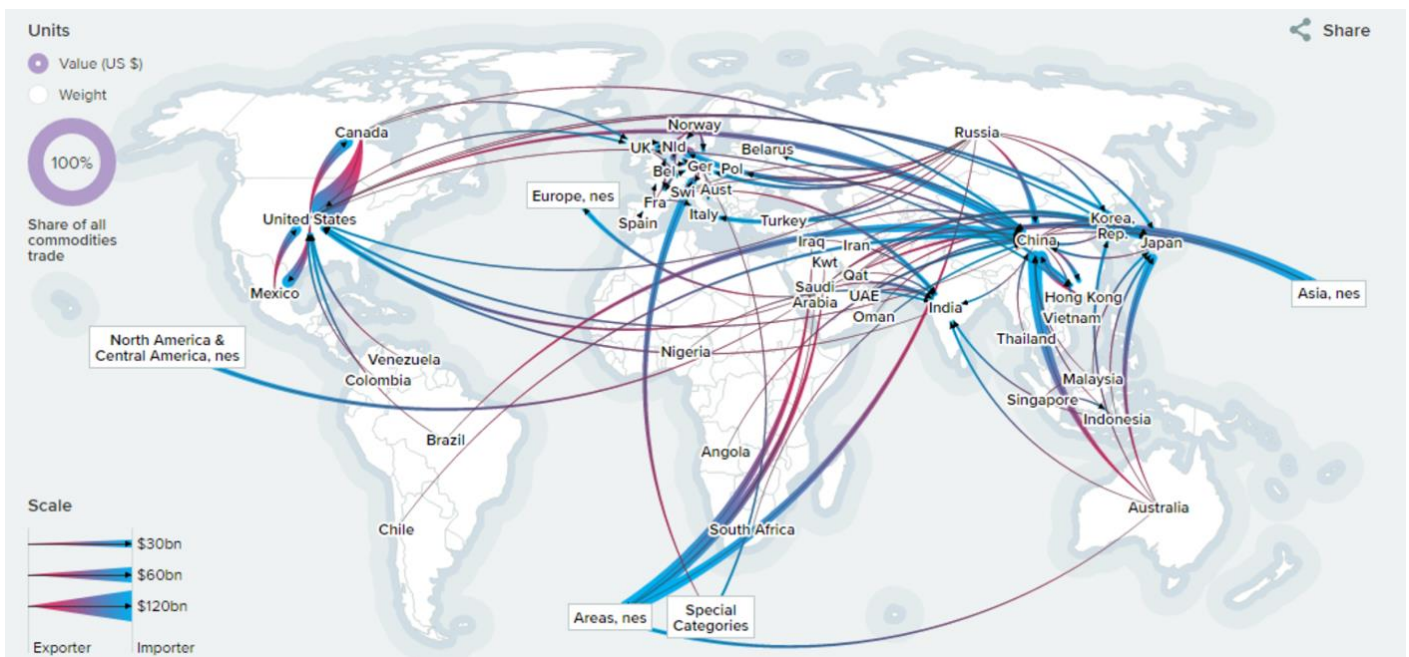 Units
Share
Value (US $)
Weight
100%
Share of all
commodities
trade
Canada
Norway
Russia
UK
Nld
Belarus
Bel
Ger
Pol
Europe, nes
Swi
Aust
Fra
Italy
Spain
Turkey
United States
Korea,
Rep.
China
Japan
Iraq
Iran
Kwt
Qat
Mexico
Saudi
Arabia
UAE
Oman
India
Hong Kong
Vietnam
Asia, nes
Thailand
North America &
Central America, nes
Venezuela
Colombia
Nigeria
Malaysia
Singapore
Indonesia
Brazil
Angola
Australia
Chile
South Africa
Areas, nes
Special
Categories
Scale
$30bn
$60bn
$120bn
Exporter
Importer